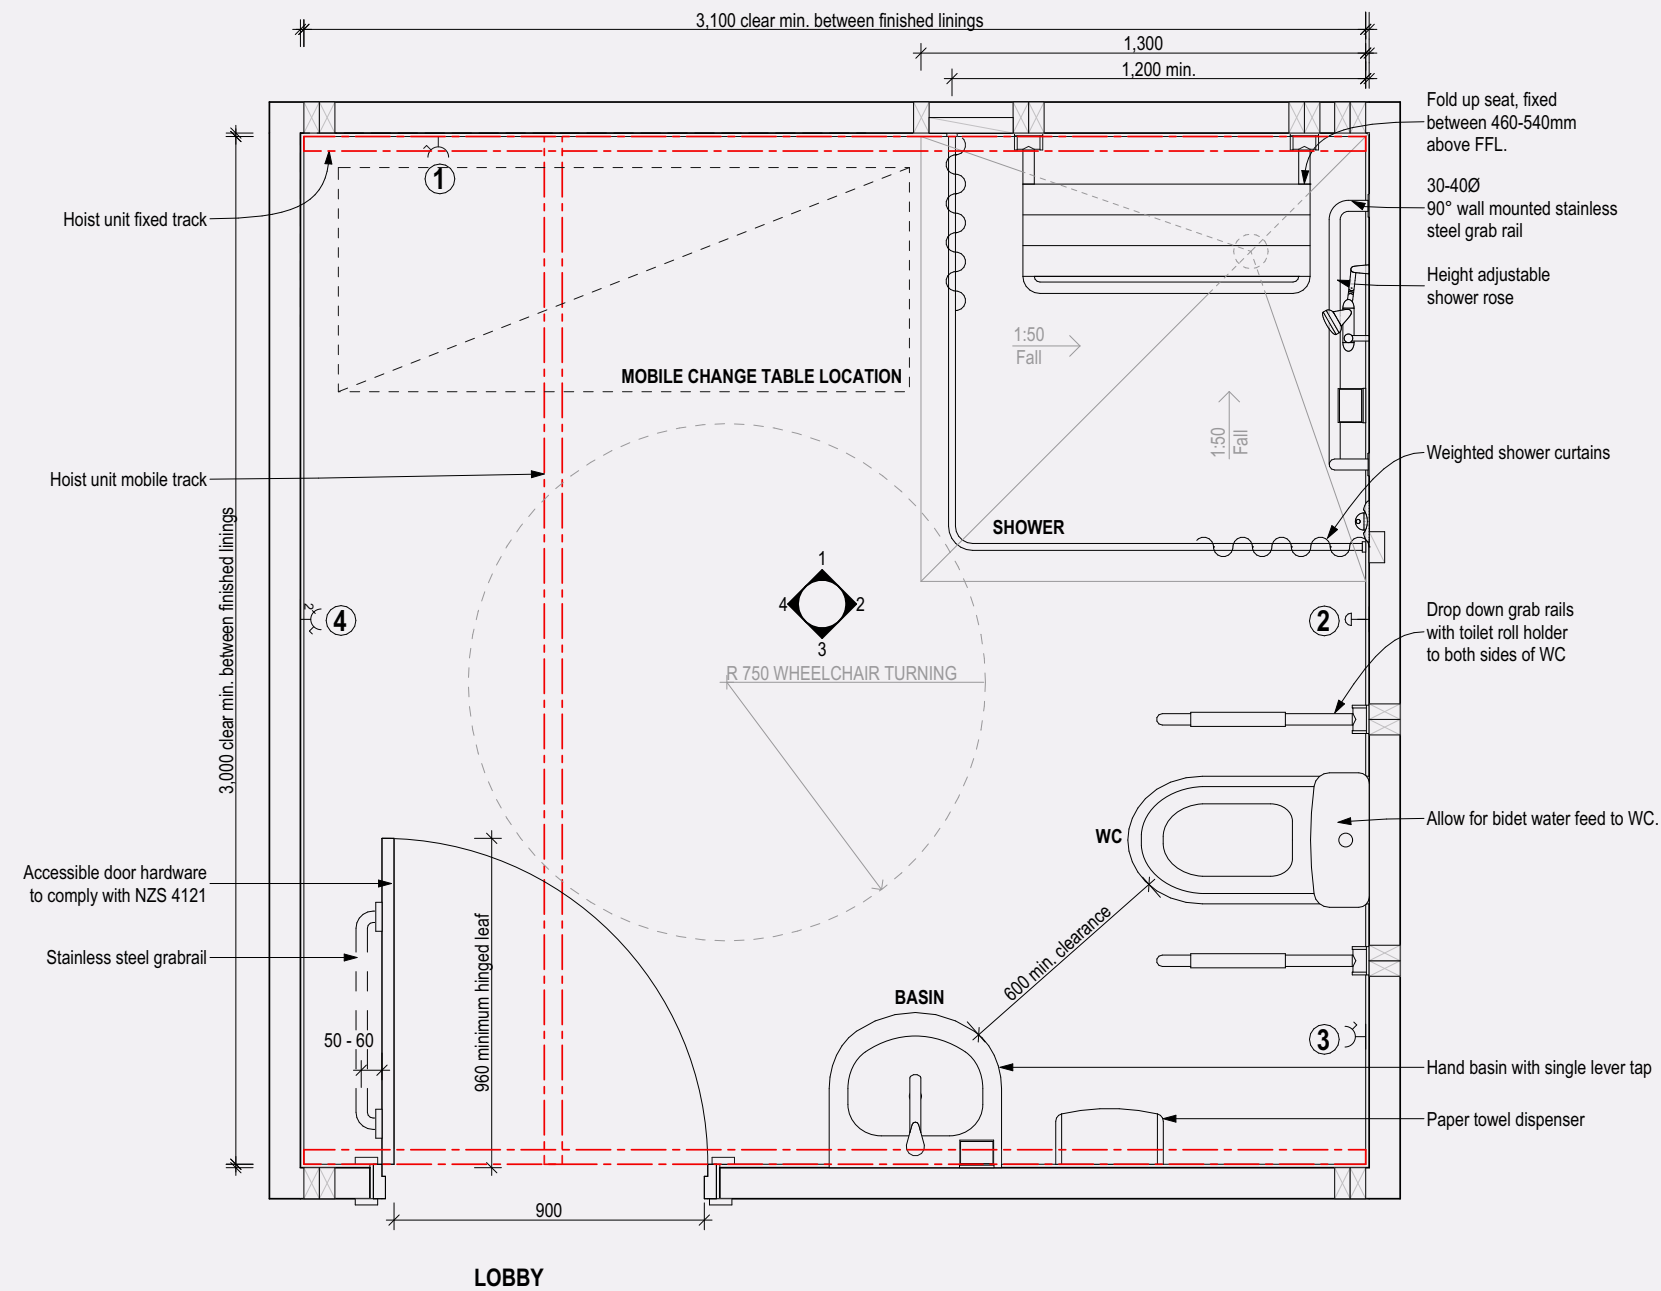 3,100 clear min. between finished linings
1,300
1,200 min.
Fold up seat, fixed
between 460-540mm
above FFL.
30-40Ø
90° wall mounted stainless
steel grab rail
Height adjustable
shower rose
1
Hoist unit fixed track
1:50
Fall
MOBILE CHANGE TABLE LOCATION
1:50
Fall
Weighted shower curtains
Hoist unit mobile track
SHOWER
3,000 clear min. between finished linings
1
4
2
3
2
4
2
Drop down grab rails
with toilet roll holder
to both sides of WC
R 750 WHEELCHAIR TURNING
WC
Allow for bidet water feed to WC.
Accessible door hardware
to comply with NZS 4121
Stainless steel grabrail
960 minimum hinged leaf
600 min. clearance
BASIN
50 - 60
3
Hand basin with single lever tap
Paper towel dispenser
900
LOBBY